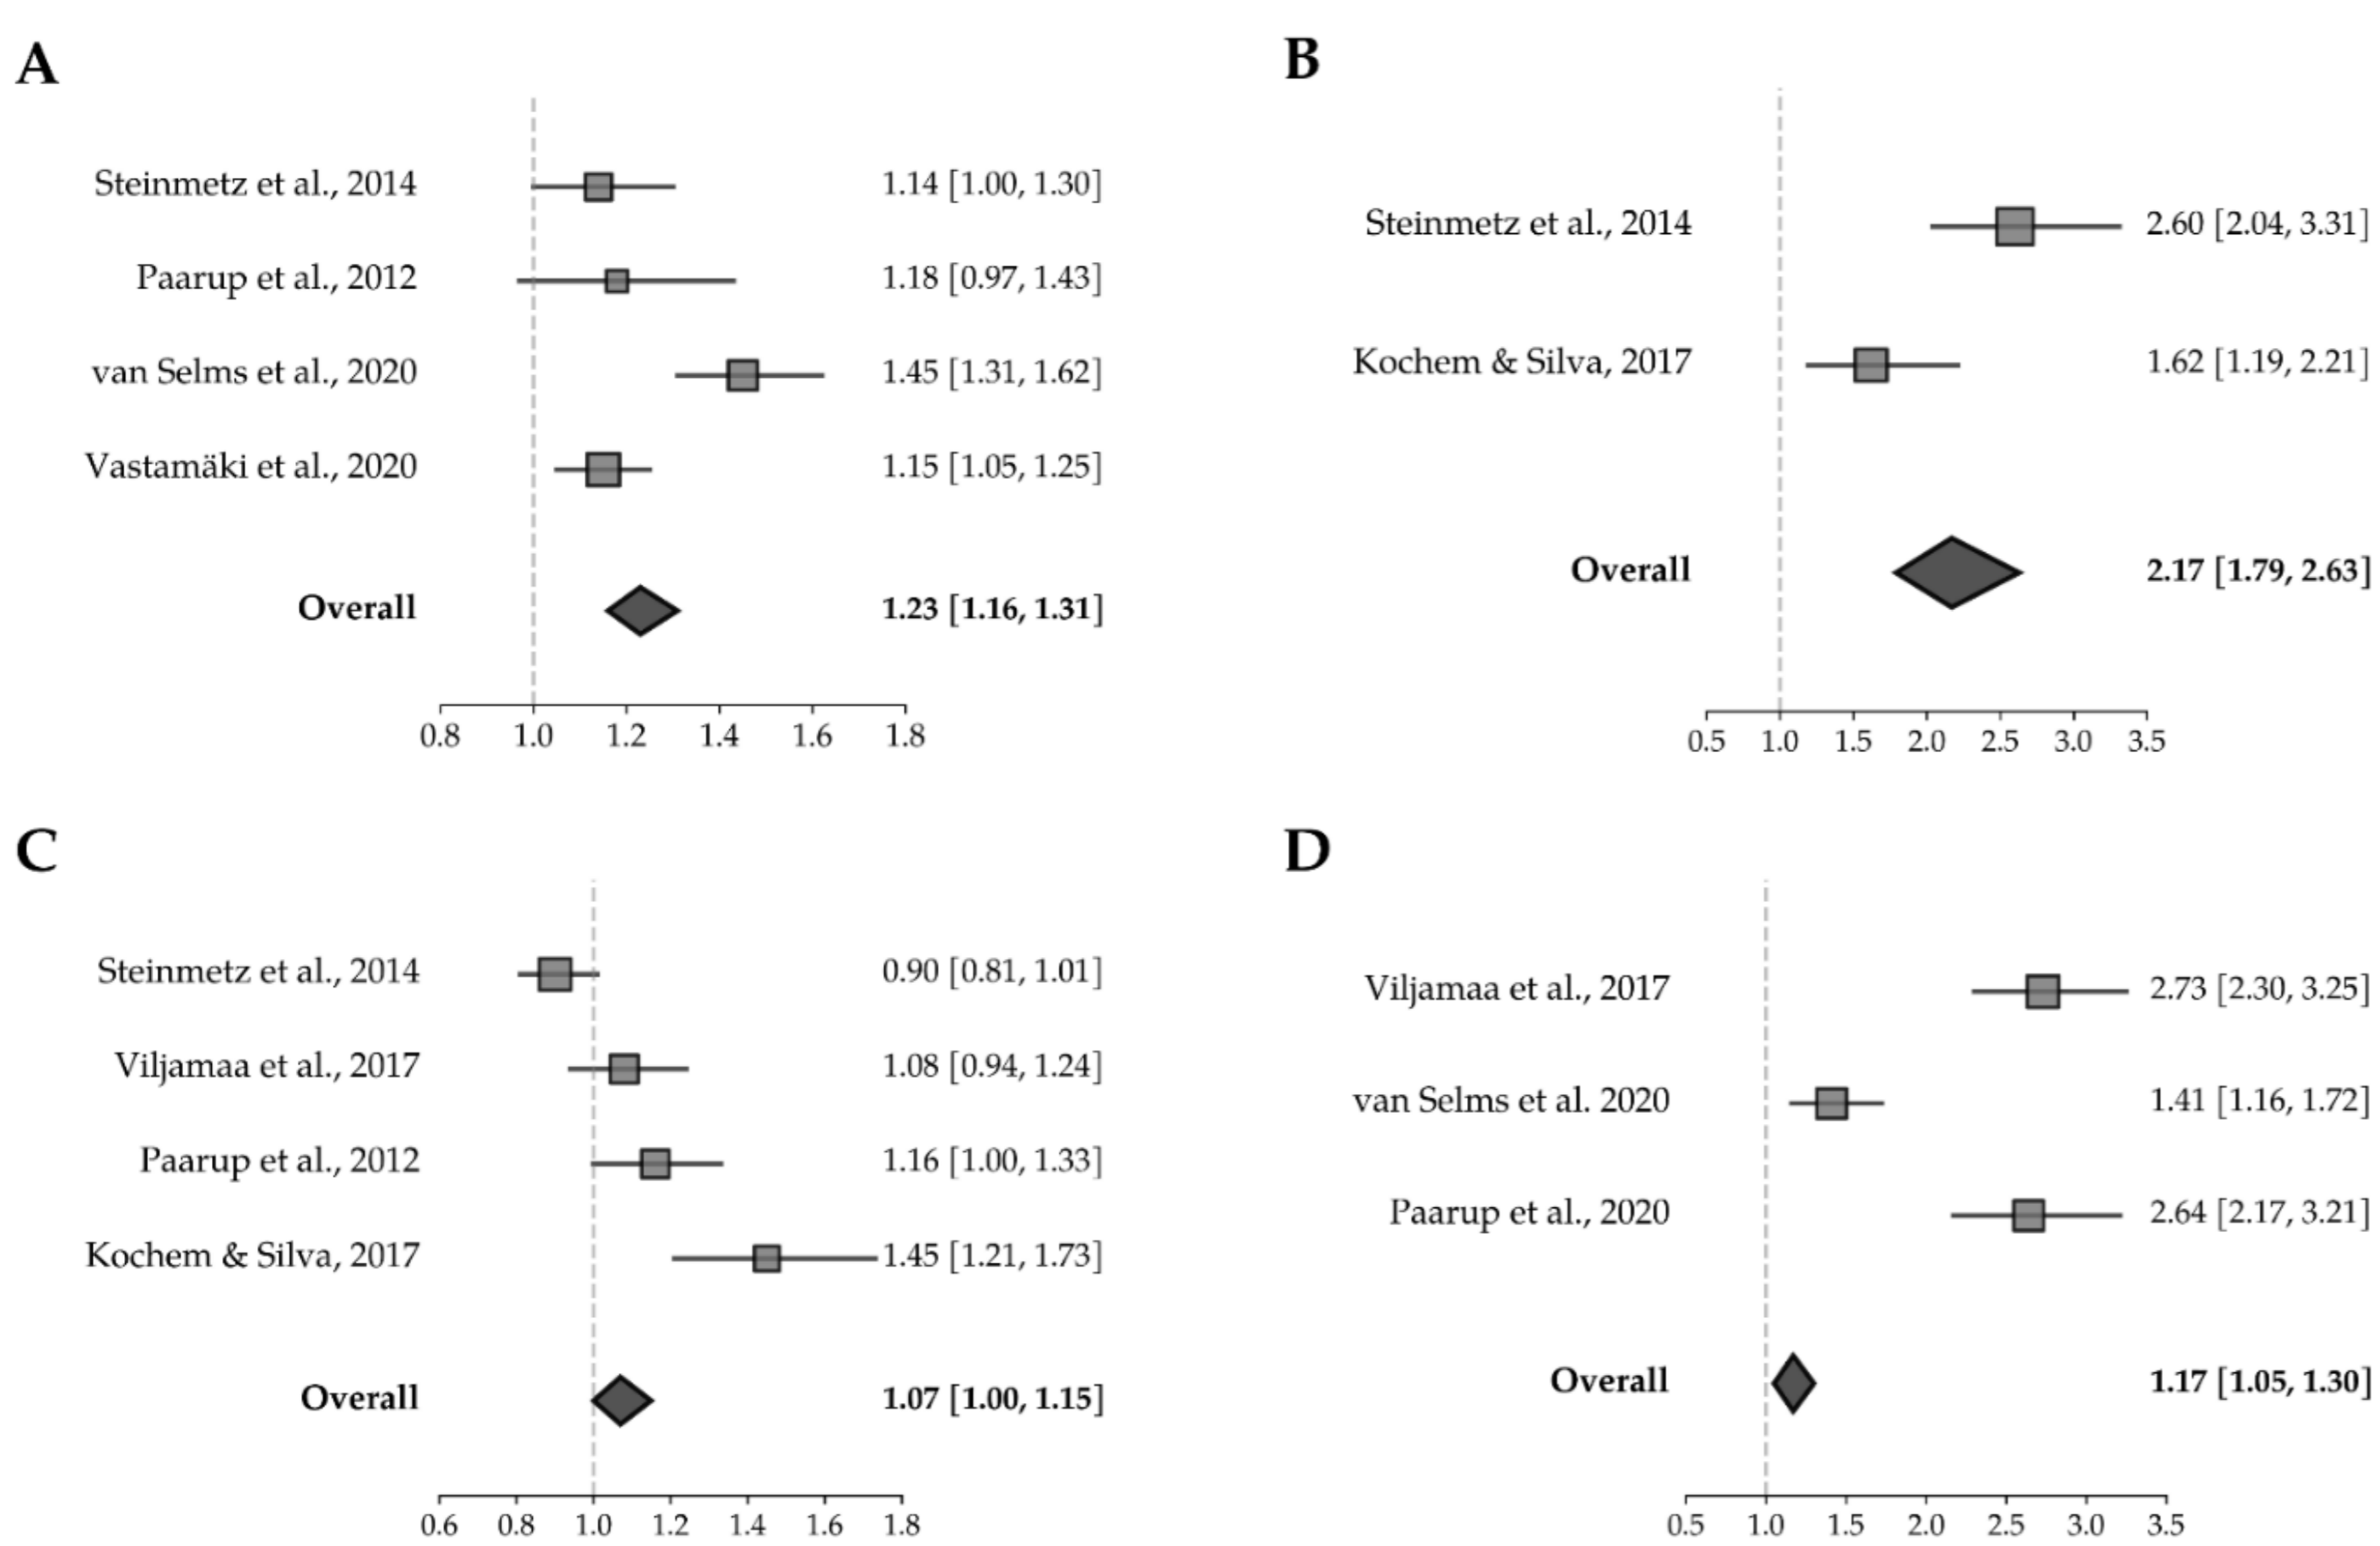 A
Steinmetz et al., 2014 1.14 [1.00, 1.30]
Paarup et al., 2012 1.18 [0.97, 1.43]
van Selms et al., 2020 1.45 [1.31, 1.62]
Vastamäki et al., 2020 1.15 [1.05, 1.25]
Overall 1.23 [1.16, 1.31]
0.8 1.0 1.2 1.4 1.6 1.8
B
Steinmetz et al., 2014 2.60 [2.04, 3.31]
Kochem & Silva, 2017 1.62 [1.19, 2.21]
Overall 2.17 [1.79, 2.63]
0.5 1.0 1.5 2.0 2.5 3.0 3.5
C
Steinmetz et al., 2014 0.90 [0.81, 1.01]
Viljamaa et al., 2017 1.08 [0.94, 1.24]
Paarup et al., 2012 1.16 [1.00, 1.33]
Kochem & Silva, 2017 1.45 [1.21, 1.73]
Overall 1.07 [1.00, 1.15]
0.6 0.8 1.0 1.2 1.4 1.6 1.8
D
Viljamaa et al., 2017 2.73 [2.30, 3.25]
van Selms et al. 2020 1.41 [1.16, 1.72]
Paarup et al., 2020 2.64 [2.17, 3.21]
Overall 1.17 [1.05, 1.30]
0.5 1.0 1.5 2.0 2.5 3.0 3.5